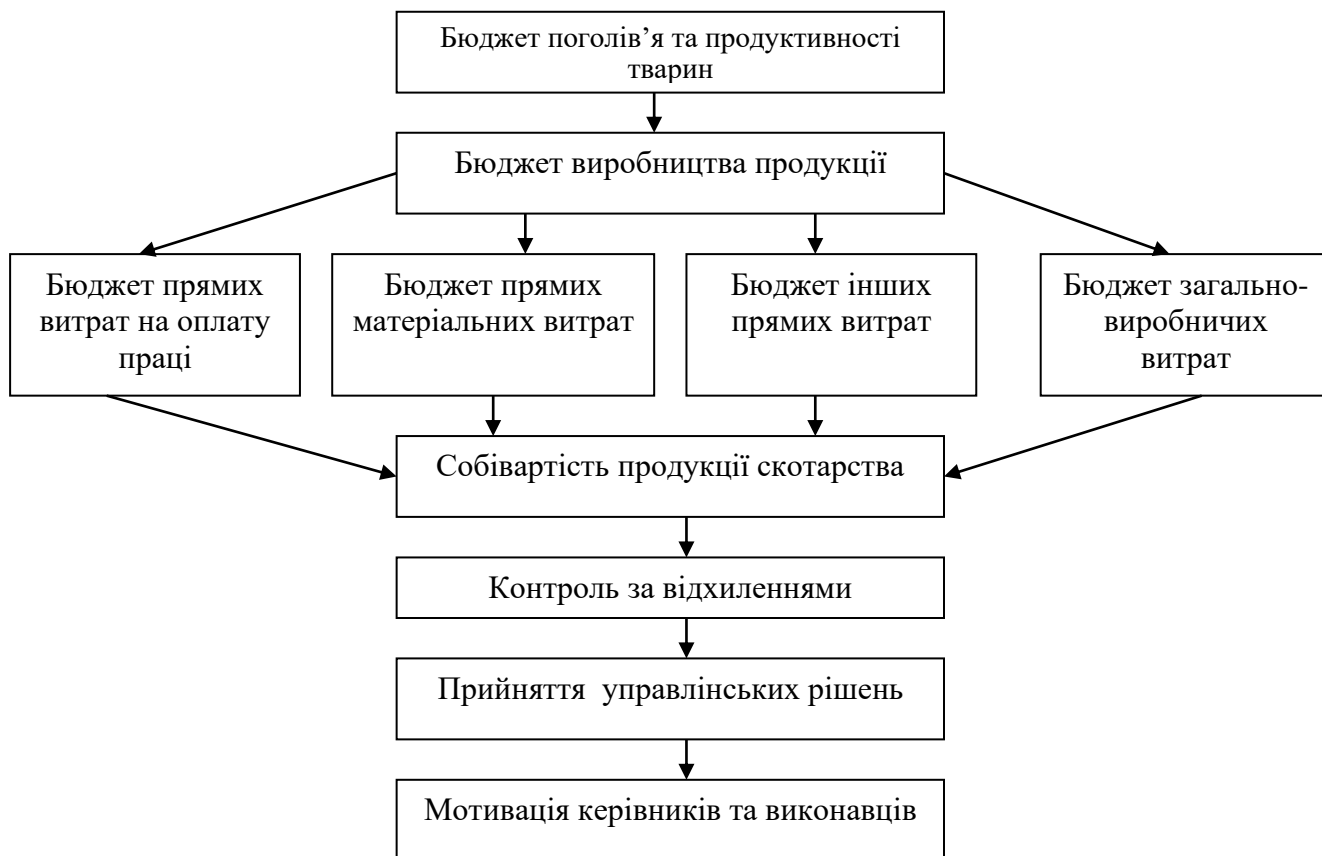 Бюджет поголів’я та продуктивності
тварин
Бюджет виробництва продукції
Бюджет прямих
витрат на оплату
праці
Бюджет прямих
матеріальних витрат
Бюджет інших
прямих витрат
Бюджет загально-
виробничих
витрат
Собівартість продукції скотарства
Контроль за відхиленнями
Прийняття  управлінських рішень
Мотивація керівників та виконавців